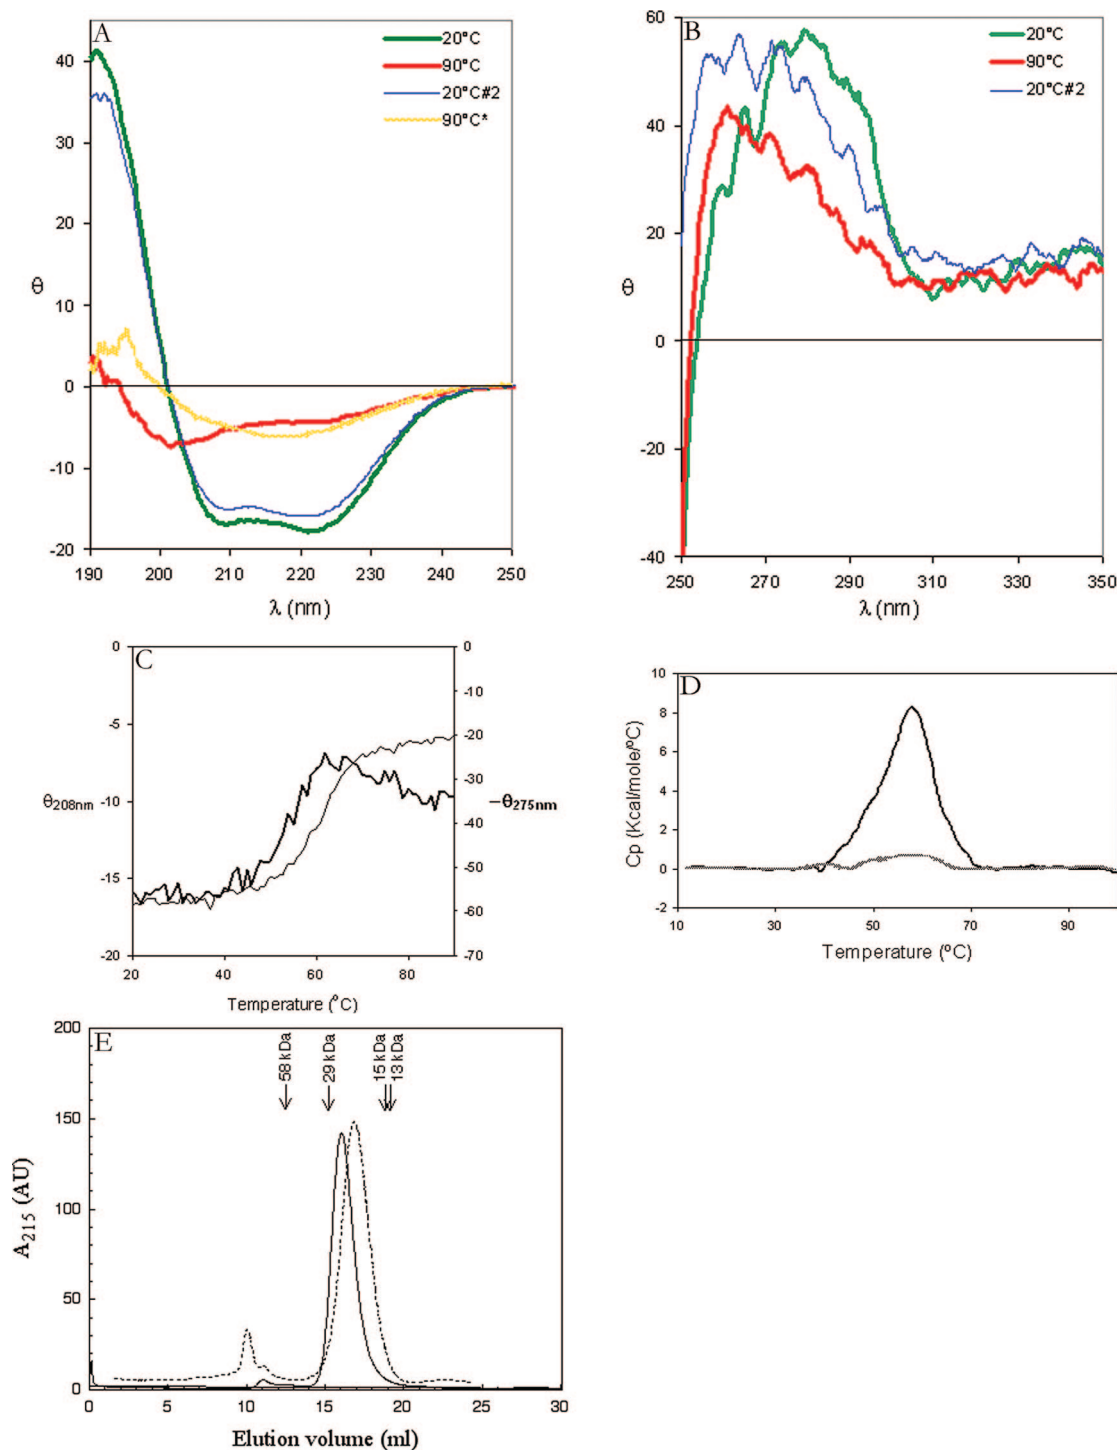 A
20°C
90°C
20°C#2
90°C*
40
30
20
10
0
-10
-20
Θ
190 200 210 220 230 240 250
λ (nm)
B
20°C
90°C
20°C#2
60
40
20
0
-20
-40
Θ
250 270 290 310 330 350
λ (nm)
C
0
-5
-10
-15
-20
θ208nm
0
-10
-20
-30
-40
-50
-60
-70
−θ275nm
20 40 60 80
Temperature (°C)
D
10
8
6
4
2
0
-2
Cp (Kcal/mole/°C)
10 30 50 70 90
Temperature (°C)
E
58 kDa
29 kDa
15 kDa
13 kDa
200
150
100
50
0
A215 (AU)
0 5 10 15 20 25 30
Elution volume (ml)